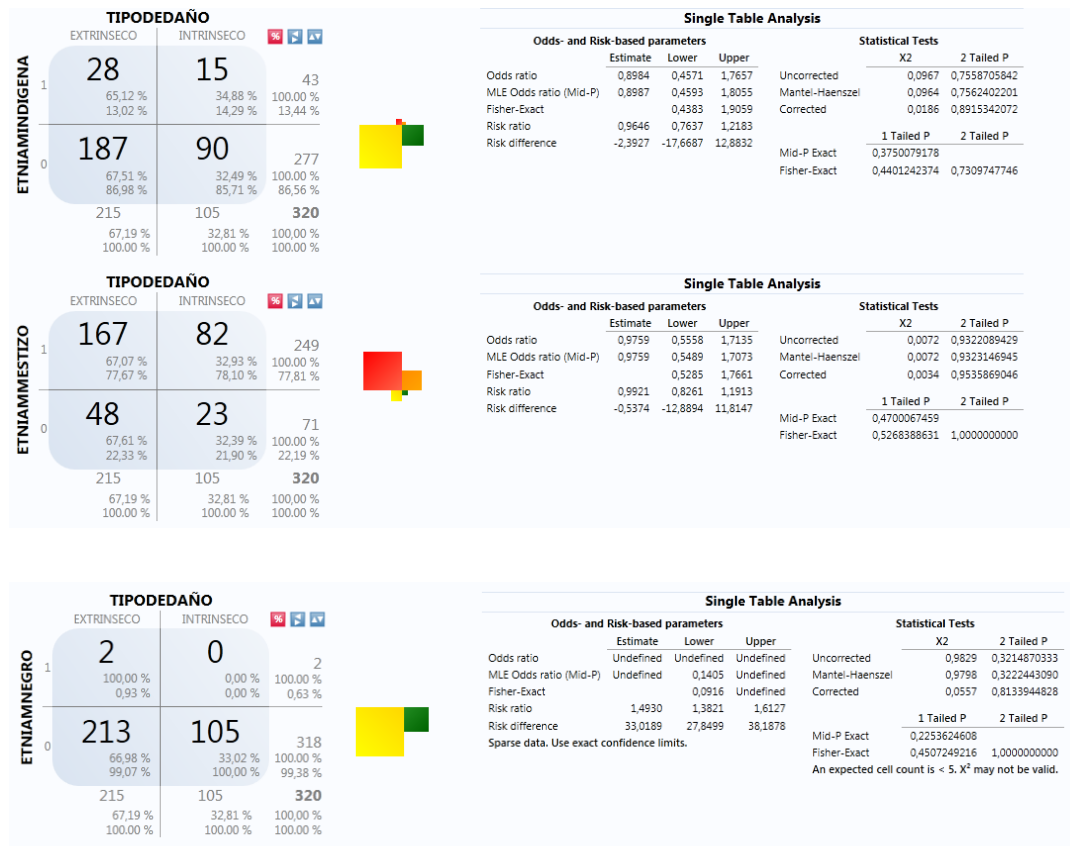 TIPODEDAÑO
EXTRINSECO INTRINSECO %
ETNIAMINDIGENA
1 28 15 43
65,12 % 34,88 % 100.00 %
13,02 % 14,29 % 13,44 %
0 187 90 277
67,51 % 32,49 % 100.00 %
86,98 % 85,71 % 86,56 %
215 105 320
67,19 % 32,81 % 100,00 %
100.00 % 100.00 % 100.00 %
Single Table Analysis
Odds- and Risk-based parameters
Estimate Lower Upper
Odds ratio 0,8984 0,4571 1,7657
MLE Odds ratio (Mid-P) 0,8987 0,4593 1,8055
Fisher-Exact 0,4383 1,9059
Risk ratio 0,9646 0,7637 1,2183
Risk difference -2,3927 -17,6687 12,8832
Statistical Tests
X2 2 Tailed P
Uncorrected 0,0967 0,7558705842
Mantel-Haenszel 0,0964 0,7562402201
Corrected 0,0186 0,8915342072
1 Tailed P 2 Tailed P
Mid-P Exact 0,3750079178
Fisher-Exact 0,4401242374 0,7309747746
TIPODEDAÑO
EXTRINSECO INTRINSECO %
ETNIAMMESTIZO
1 167 82 249
67,07 % 32,93 % 100.00 %
77,67 % 78,10 % 77,81 %
0 48 23 71
67,61 % 32,39 % 100.00 %
22,33 % 21,90 % 22,19 %
215 105 320
67,19 % 32,81 % 100,00 %
100.00 % 100.00 % 100.00 %
Single Table Analysis
Odds- and Risk-based parameters
Estimate Lower Upper
Odds ratio 0,9759 0,5558 1,7135
MLE Odds ratio (Mid-P) 0,9759 0,5489 1,7073
Fisher-Exact 0,5285 1,7661
Risk ratio 0,9921 0,8261 1,1913
Risk difference -0,5374 -12,8894 11,8147
Statistical Tests
X2 2 Tailed P
Uncorrected 0,0072 0,9322089429
Mantel-Haenszel 0,0072 0,9323146945
Corrected 0,0034 0,9535869046
1 Tailed P 2 Tailed P
Mid-P Exact 0,4700067459
Fisher-Exact 0,5268388631 1,0000000000
TIPODEDAÑO
EXTRINSECO INTRINSECO %
ETNIAMNEGRO
1 2 0 2
100,00 % 0,00 % 100.00 %
0,93 % 0,00 % 0,63 %
0 213 105 318
66,98 % 33,02 % 100.00 %
99,07 % 100,00 % 99,38 %
215 105 320
67,19 % 32,81 % 100,00 %
100.00 % 100.00 % 100.00 %
Single Table Analysis
Odds- and Risk-based parameters
Estimate Lower Upper
Odds ratio Undefined Undefined Undefined
MLE Odds ratio (Mid-P) Undefined 0,1405 Undefined
Fisher-Exact 0,0916 Undefined
Risk ratio 1,4930 1,3821 1,6127
Risk difference 33,0189 27,8499 38,1878
Sparse data. Use exact confidence limits.
Statistical Tests
X2 2 Tailed P
Uncorrected 0,9829 0,3214870333
Mantel-Haenszel 0,9798 0,3222443090
Corrected 0,0557 0,8133944828
1 Tailed P 2 Tailed P
Mid-P Exact 0,2253624608
Fisher-Exact 0,4507249216 1,0000000000
An expected cell count is < 5. X² may not be valid.